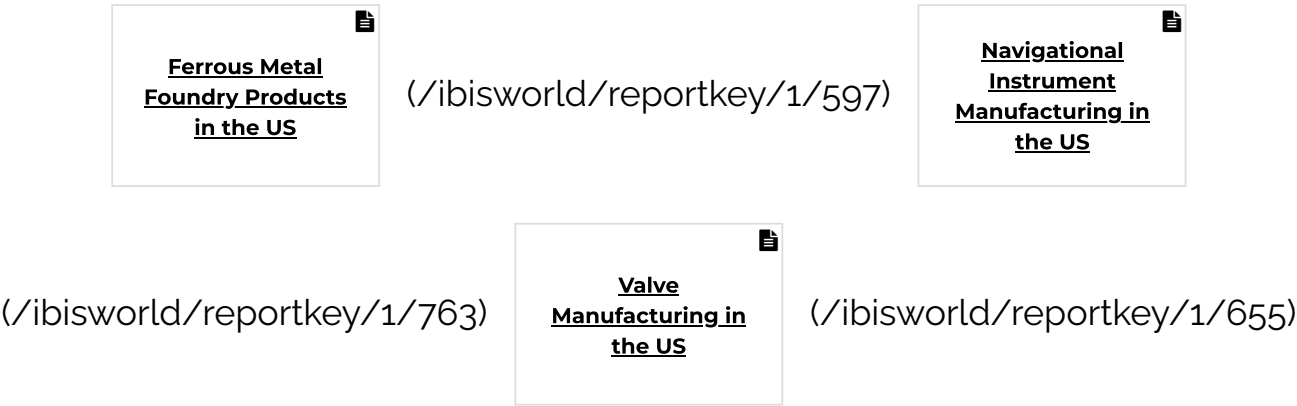 Ferrous Metal
Foundry Products
in the US
(/ibisworld/reportkey/1/597)
Navigational
Instrument
Manufacturing in
the US
(/ibisworld/reportkey/1/763)
Valve
Manufacturing in
the US
(/ibisworld/reportkey/1/655)